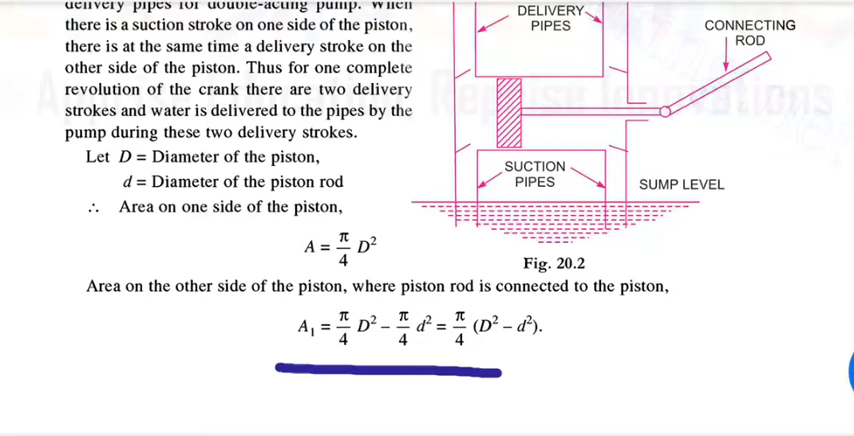 delivery pipes for double-acting pump. When
there is a suction stroke on one side of the piston,
there is at the same time a delivery stroke on the
other side of the piston. Thus for one complete
revolution of the crank there are two delivery
strokes and water is delivered to the pipes by the
pump during these two delivery strokes.
Let D = Diameter of the piston,
d = Diameter of the piston rod
∴ Area on one side of the piston,
A = π/4 D²
DELIVERY
PIPES
CONNECTING
ROD
SUCTION
PIPES
SUMP LEVEL
Fig. 20.2
Area on the other side of the piston, where piston rod is connected to the piston,
A₁ = π/4 D² – π/4 d² = π/4 (D² – d²).